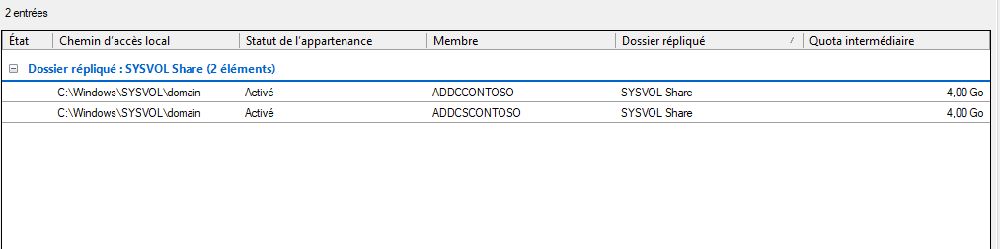 2 entrées
État Chemin d'accès local Statut de l'appartenance Membre Dossier répliqué Quota intermédiaire
Dossier répliqué : SYSVOL Share (2 éléments)
C:\Windows\SYSVOL\domain Activé ADDCCONTOSO SYSVOL Share 4,00 Go
C:\Windows\SYSVOL\domain Activé ADDCSCONTOSO SYSVOL Share 4,00 Go